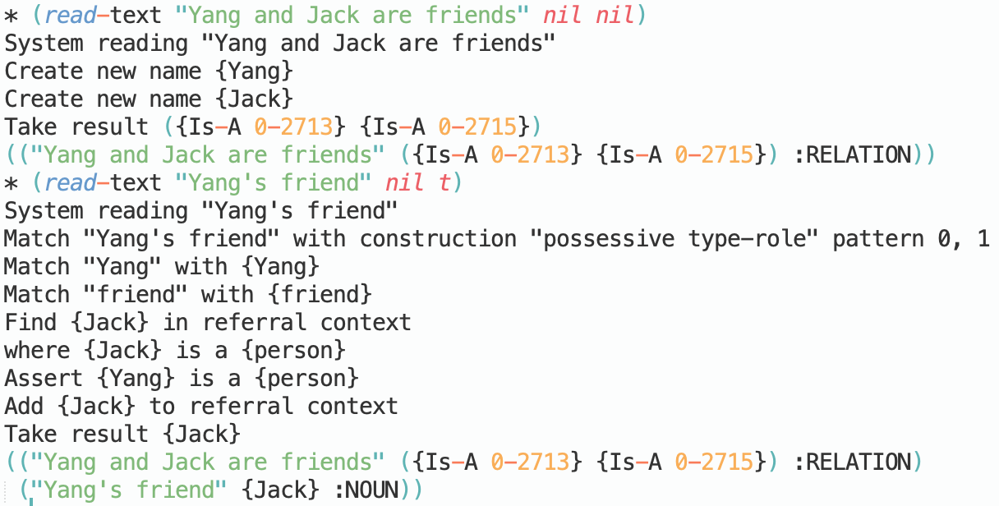 * (read-text "Yang and Jack are friends" nil nil)
System reading "Yang and Jack are friends"
Create new name {Yang}
Create new name {Jack}
Take result ({Is-A 0-2713} {Is-A 0-2715})
(("Yang and Jack are friends" ({Is-A 0-2713} {Is-A 0-2715}) :RELATION))
* (read-text "Yang's friend" nil t)
System reading "Yang's friend"
Match "Yang's friend" with construction "possessive type-role" pattern 0, 1
Match "Yang" with {Yang}
Match "friend" with {friend}
Find {Jack} in referral context
where {Jack} is a {person}
Assert {Yang} is a {person}
Add {Jack} to referral context
Take result {Jack}
(("Yang and Jack are friends" ({Is-A 0-2713} {Is-A 0-2715}) :RELATION)
("Yang's friend" {Jack} :NOUN))